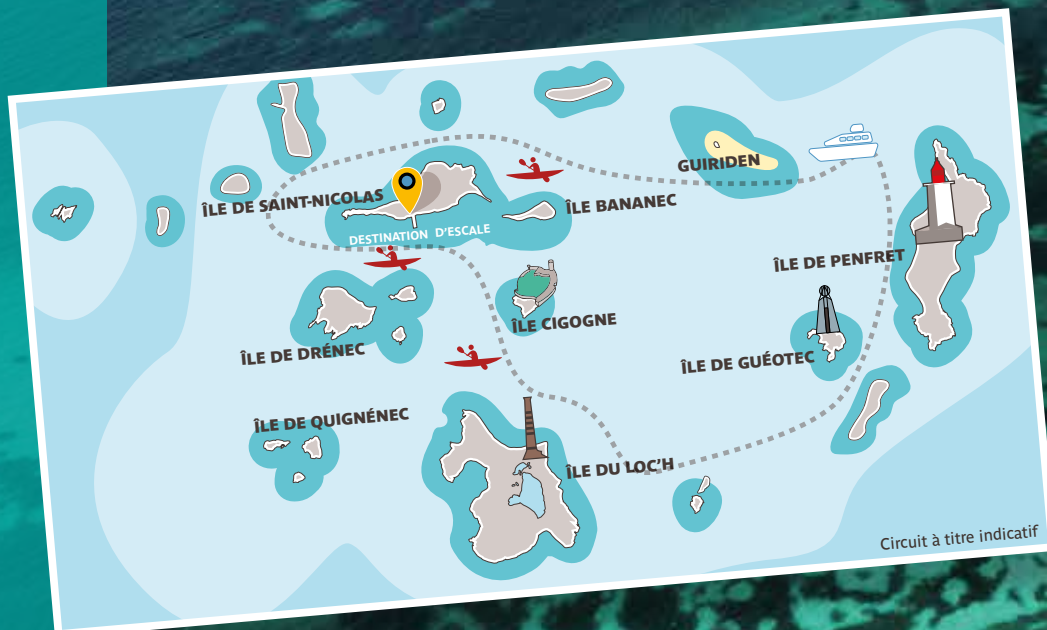 GUIRIDEN
ÎLE DE SAINT-NICOLAS
ÎLE BANANEC
DESTINATION D'ESCALE
ÎLE DE PENFRET
ÎLE CIGOGNE
ÎLE DE DRÉNEC
ÎLE DE GUÉOTEC
ÎLE DE QUIGNÉNEC
ÎLE DU LOC'H
Circuit à titre indicatif